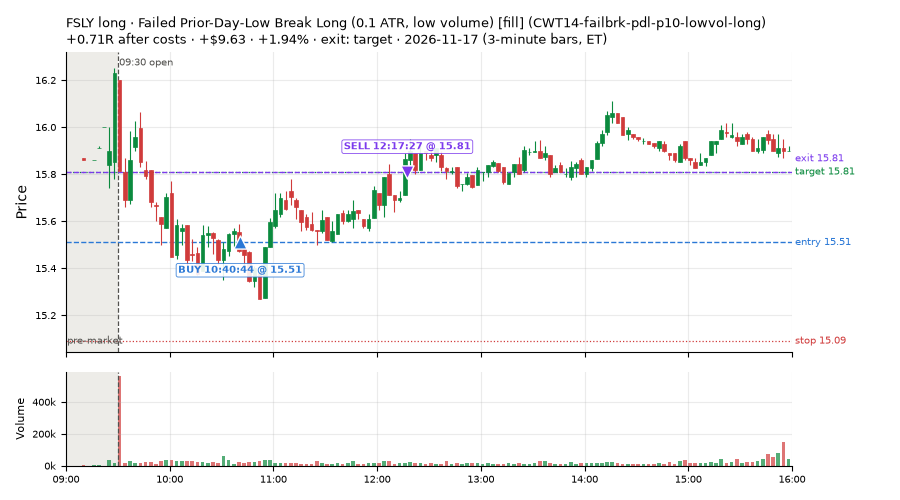 FSLY long · Failed Prior-Day-Low Break Long (0.1 ATR, low volume) [fill] (CWT14-failbrk-pdl-p10-lowvol-long)
+0.71R after costs · +$9.63 · +1.94% · exit: target · 2026-11-17 (3-minute bars, ET)
09:30 open
16.2
16.0
15.8
15.6
15.4
15.2
Price
SELL 12:17:27 @ 15.81
BUY 10:40:44 @ 15.51
exit 15.81
target 15.81
entry 15.51
stop 15.09
pre-market
Volume
400k
200k
0k
09:00
10:00
11:00
12:00
13:00
14:00
15:00
16:00